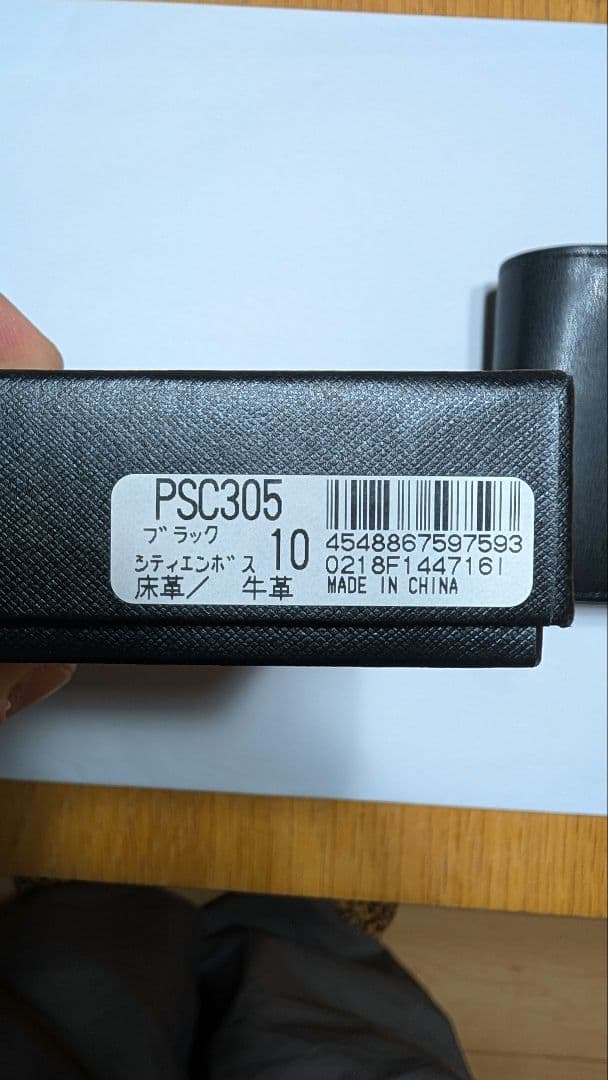 PSC305
ブラック
シティエンボス 10
床革/ 牛革
4548867597593
0218F1447161
MADE IN CHINA